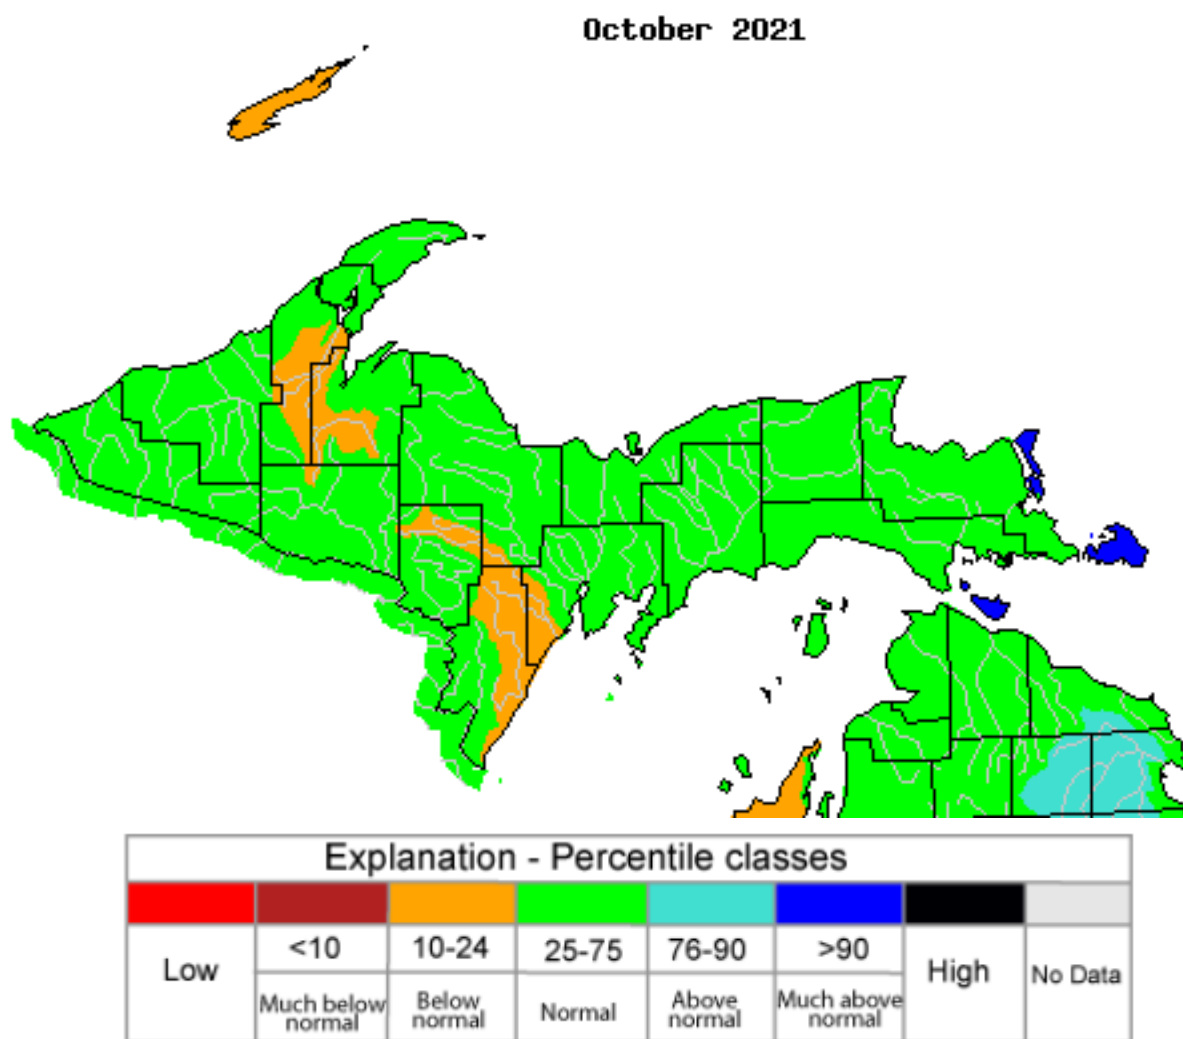 October 2021
Explanation - Percentile classes
Low
<10
10-24
25-75
76-90
>90
High
No Data
Much below
normal
Below
normal
Normal
Above
normal
Much above
normal